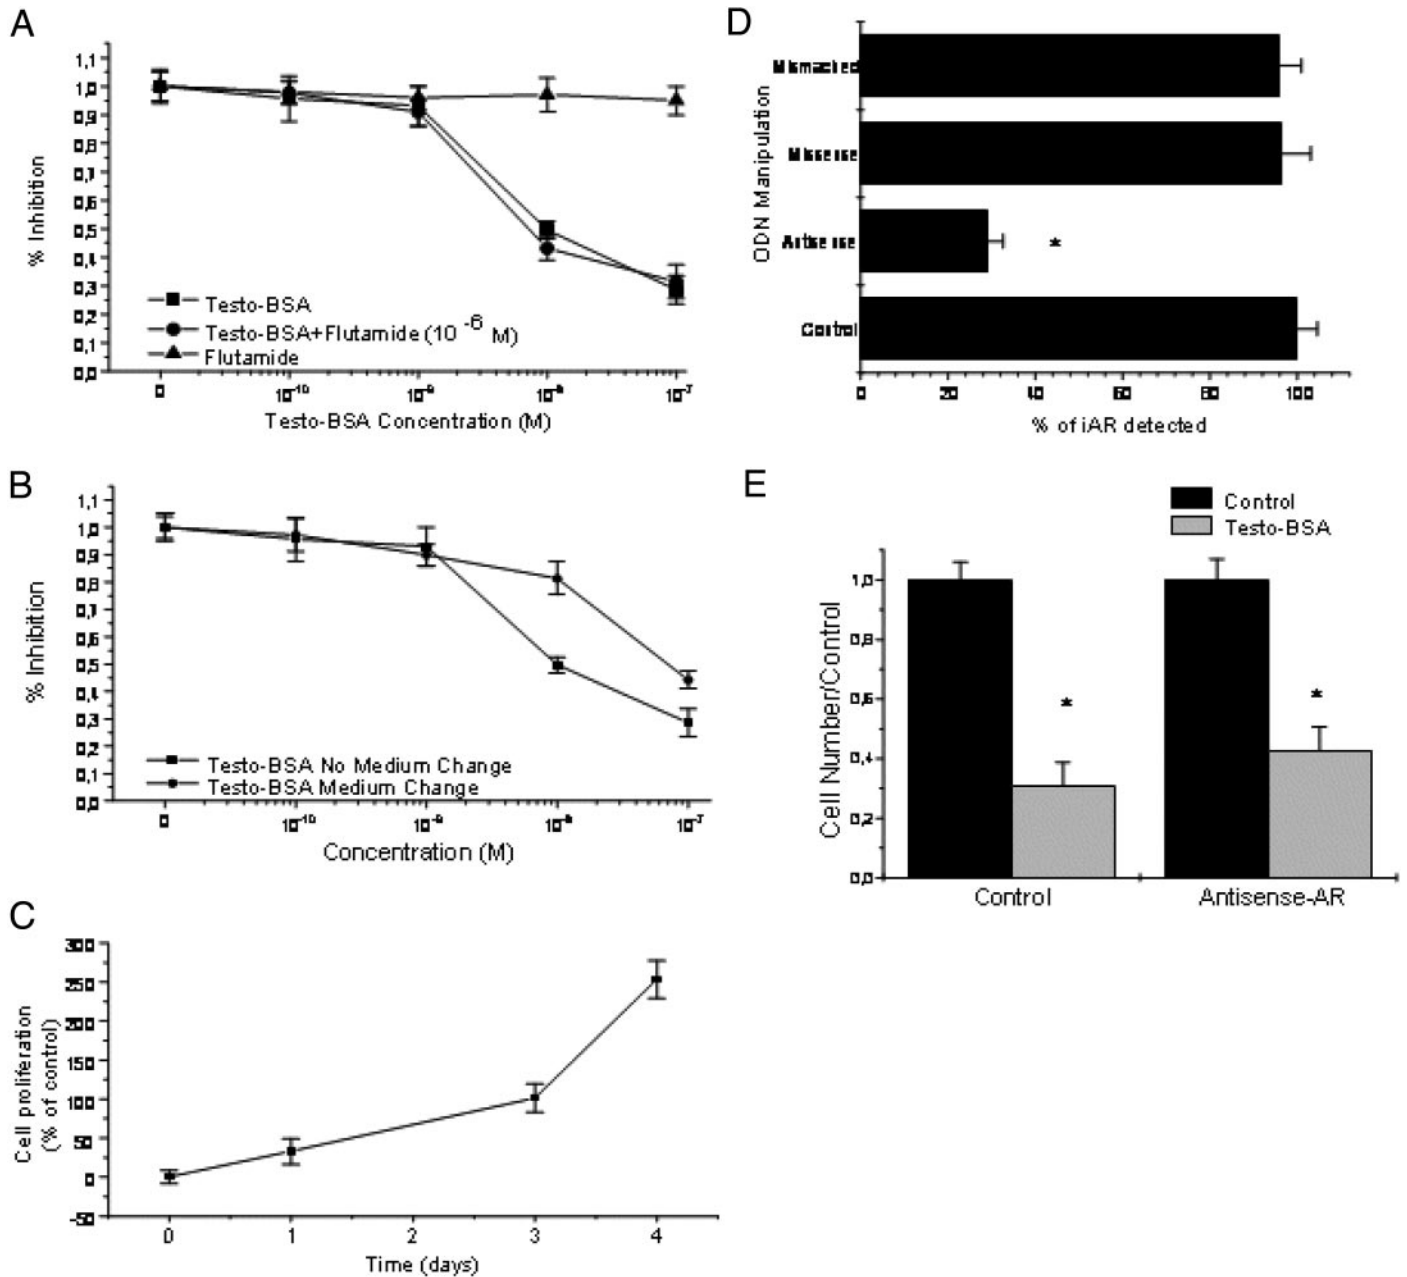 A
% Inhibition
1,1
1,0
0,9
0,8
0,7
0,6
0,5
0,4
0,3
0,2
0,1
0,0
Testo-BSA
Testo-BSA+Flutamide (10 -6 M)
Flutamide
0 10-10 10-9 10-8 10-7
Testo-BSA Concentration (M)
B
% Inhibition
1,1
1,0
0,9
0,8
0,7
0,6
0,5
0,4
0,3
0,2
0,1
0,0
Testo-BSA No Medium Change
Testo-BSA Medium Change
0 10-10 10-9 10-8 10-7
Concentration (M)
C
Cell proliferation
(% of control)
300
250
200
150
100
50
0
-50
0 1 2 3 4
Time (days)
D
ODN Manipulation
Mismached
Missense
Antisense
Control
*
0 20 40 60 80 100
% of iAR detected
E
Control
Testo-BSA
Cell Number/Control
1,0
0,8
0,6
0,4
0,2
0,0
*
*
Control Antisense-AR